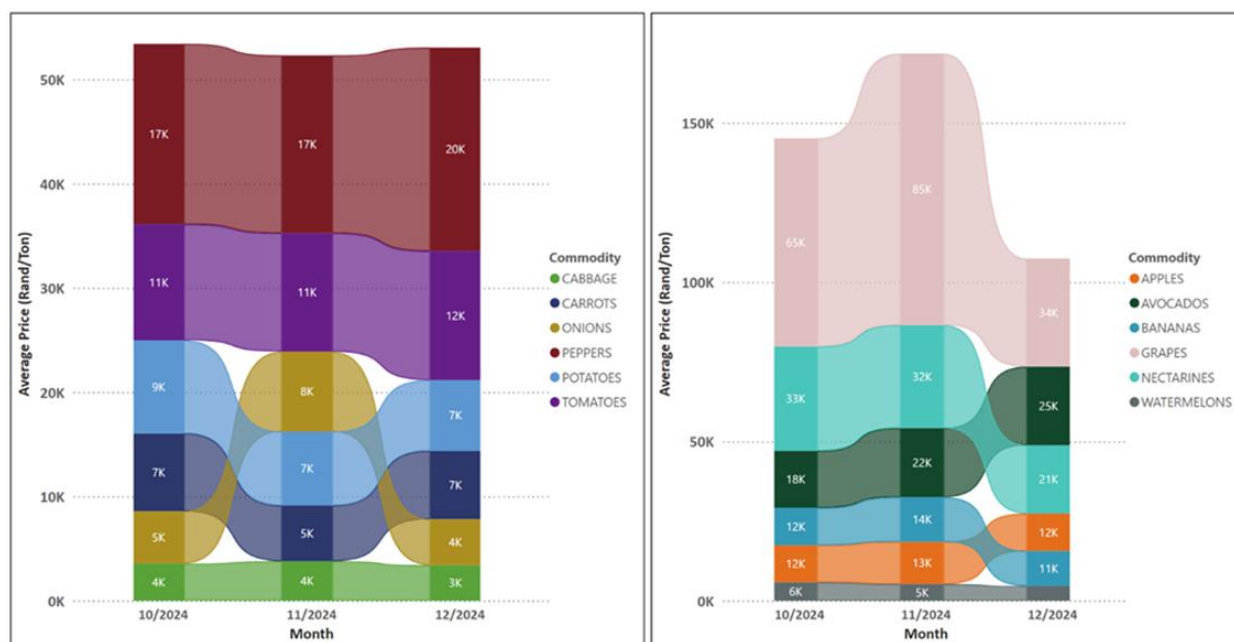 Average Price (Rand/Ton)
50K
40K
30K
20K
10K
0K
17K
11K
9K
7K
5K
4K
17K
11K
8K
7K
5K
4K
20K
12K
7K
7K
4K
3K
10/2024
11/2024
12/2024
Month
Commodity
CABBAGE
CARROTS
ONIONS
PEPPERS
POTATOES
TOMATOES
Average Price (Rand/Ton)
150K
100K
50K
0K
65K
33K
18K
12K
12K
6K
85K
32K
22K
14K
13K
5K
34K
25K
21K
12K
11K
10/2024
11/2024
12/2024
Month
Commodity
APPLES
AVOCADOS
BANANAS
GRAPES
NECTARINES
WATERMELONS